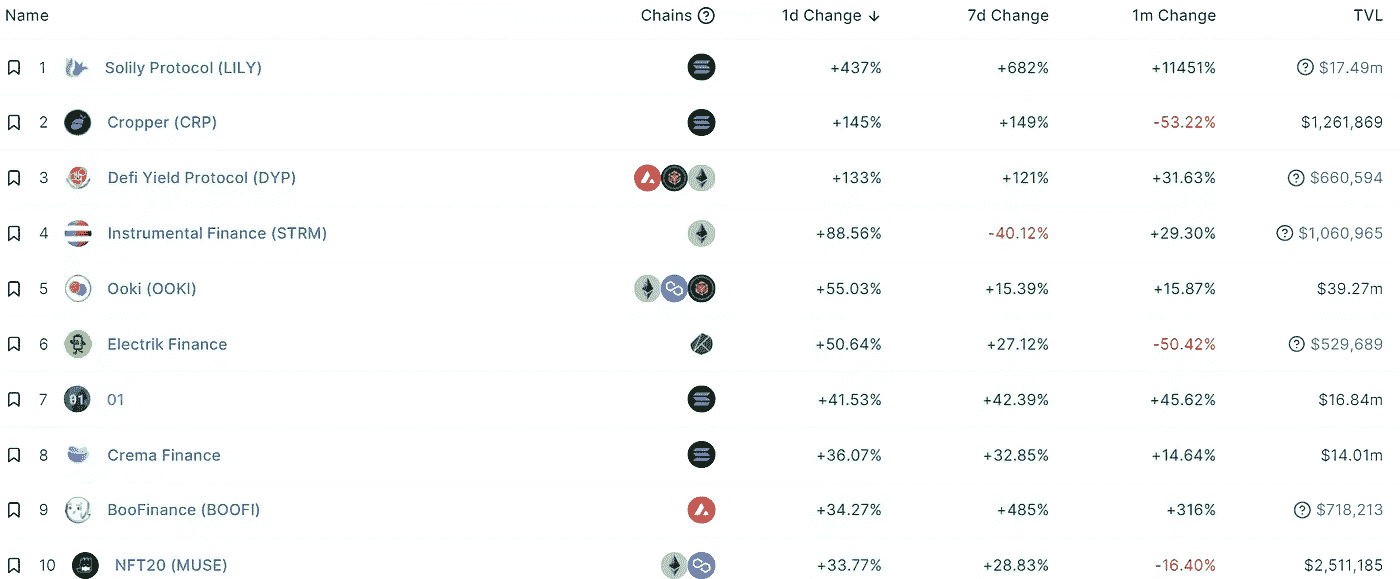 Name Chains ? 1d Change ↓ 7d Change 1m Change TVL
1 Solily Protocol (LILY) +437% +682% +11451% ? $17.49m
2 Cropper (CRP) +145% +149% -53.22% $1,261,869
3 Defi Yield Protocol (DYP) +133% +121% +31.63% ? $660,594
4 Instrumental Finance (STRM) +88.56% -40.12% +29.30% ? $1,060,965
5 Ooki (OOKI) +55.03% +15.39% +15.87% $39.27m
6 Electrik Finance +50.64% +27.12% -50.42% ? $529,689
7 01 01 +41.53% +42.39% +45.62% $16.84m
8 Crema Finance +36.07% +32.85% +14.64% $14.01m
9 BooFinance (BOOFI) +34.27% +485% +316% ? $718,213
10 NFT20 (MUSE) +33.77% +28.83% -16.40% $2,511,185